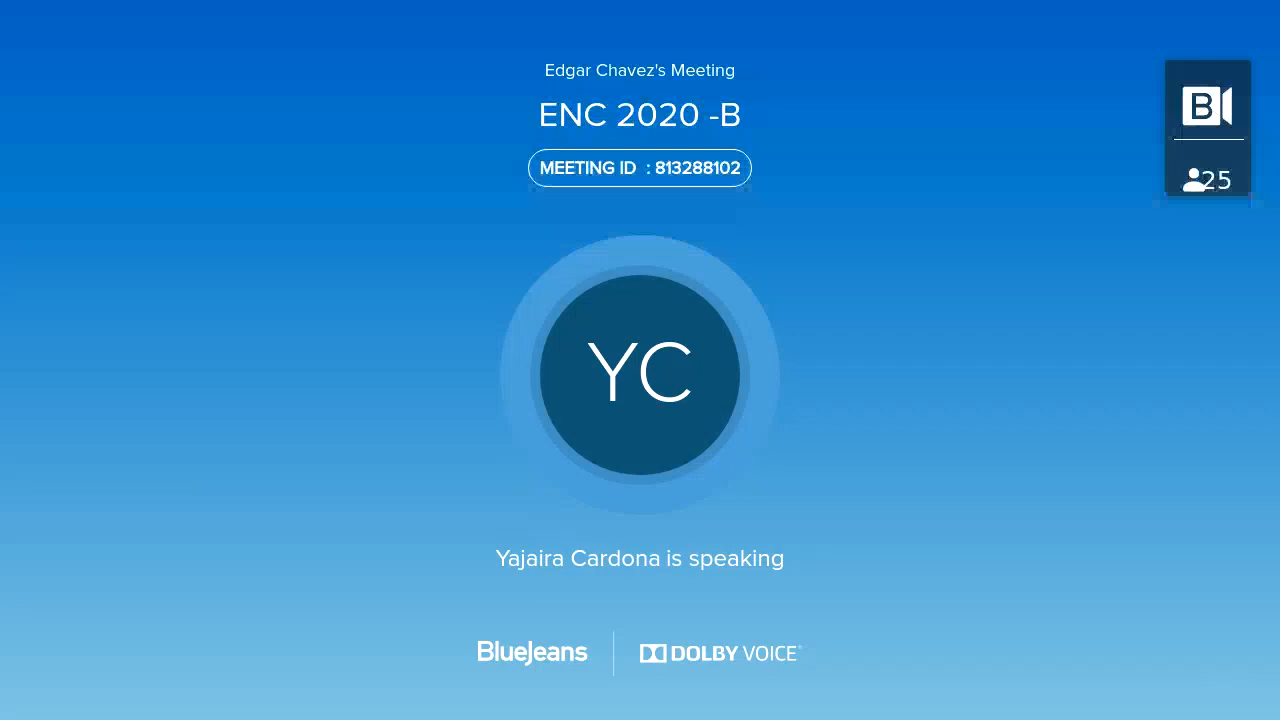 Edgar Chavez's Meeting
ENC 2020 -B
MEETING ID : 813288102
B
25
YC
Yajaira Cardona is speaking
BlueJeans
DOLBY VOICE